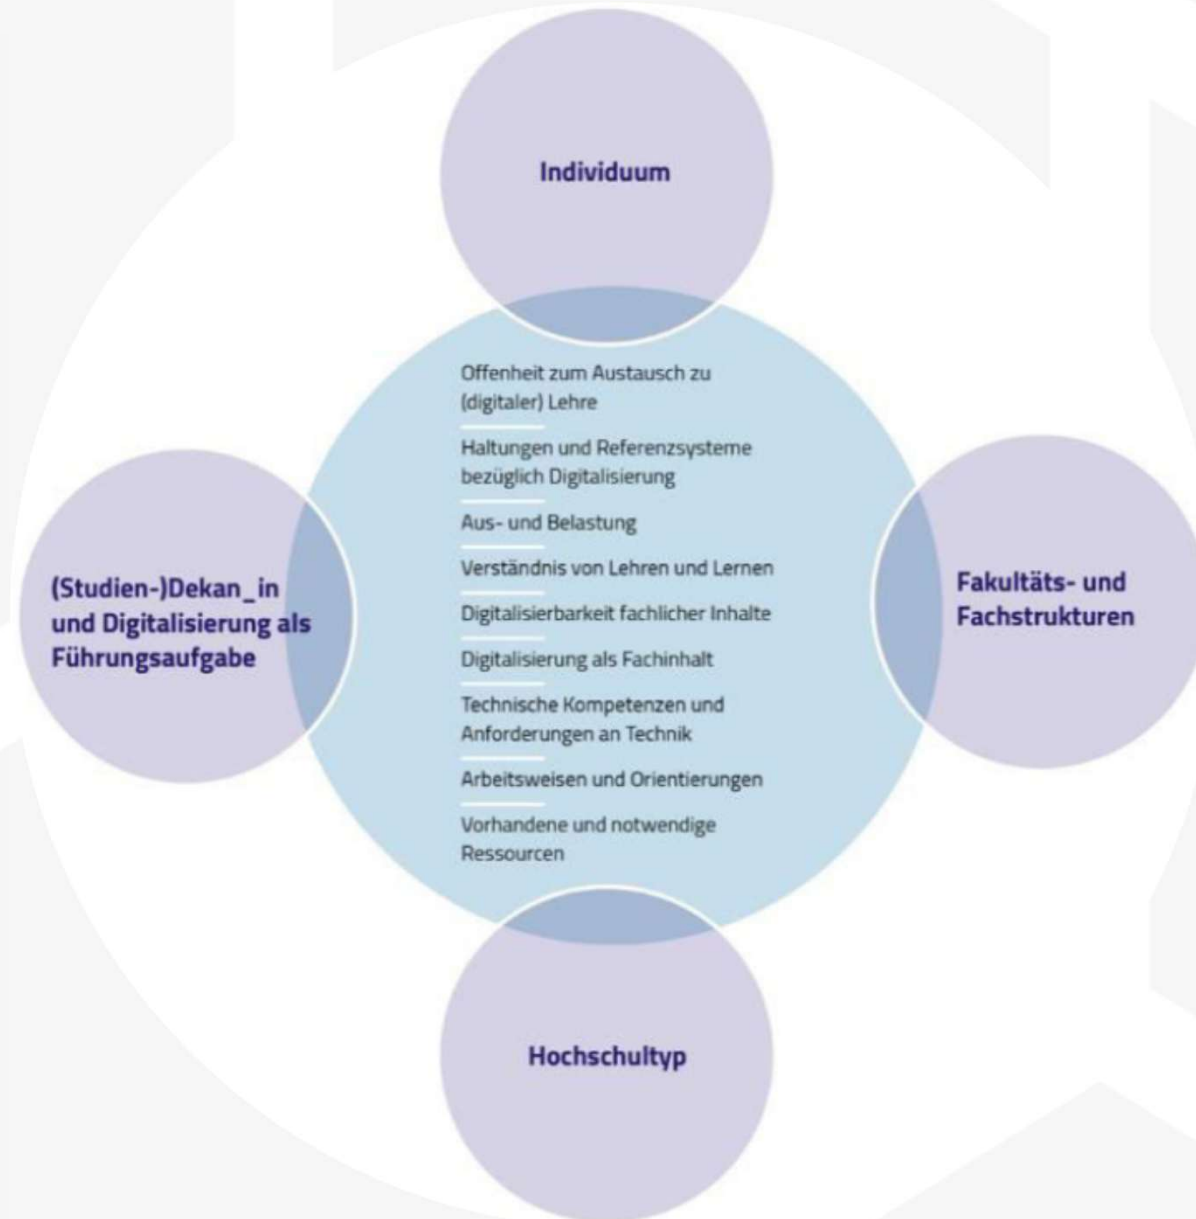 Individuum
Offenheit zum Austausch zu
(digitaler) Lehre
Haltungen und Referenzsysteme
bezüglich Digitalisierung
Aus- und Belastung
Verständnis von Lehren und Lernen
Digitalisierbarkeit fachlicher Inhalte
Digitalisierung als Fachinhalt
Technische Kompetenzen und
Anforderungen an Technik
Arbeitsweisen und Orientierungen
Vorhandene und notwendige
Ressourcen
(Studien-)Dekan_in
und Digitalisierung als
Führungsaufgabe
Fakultäts- und
Fachstrukturen
Hochschultyp